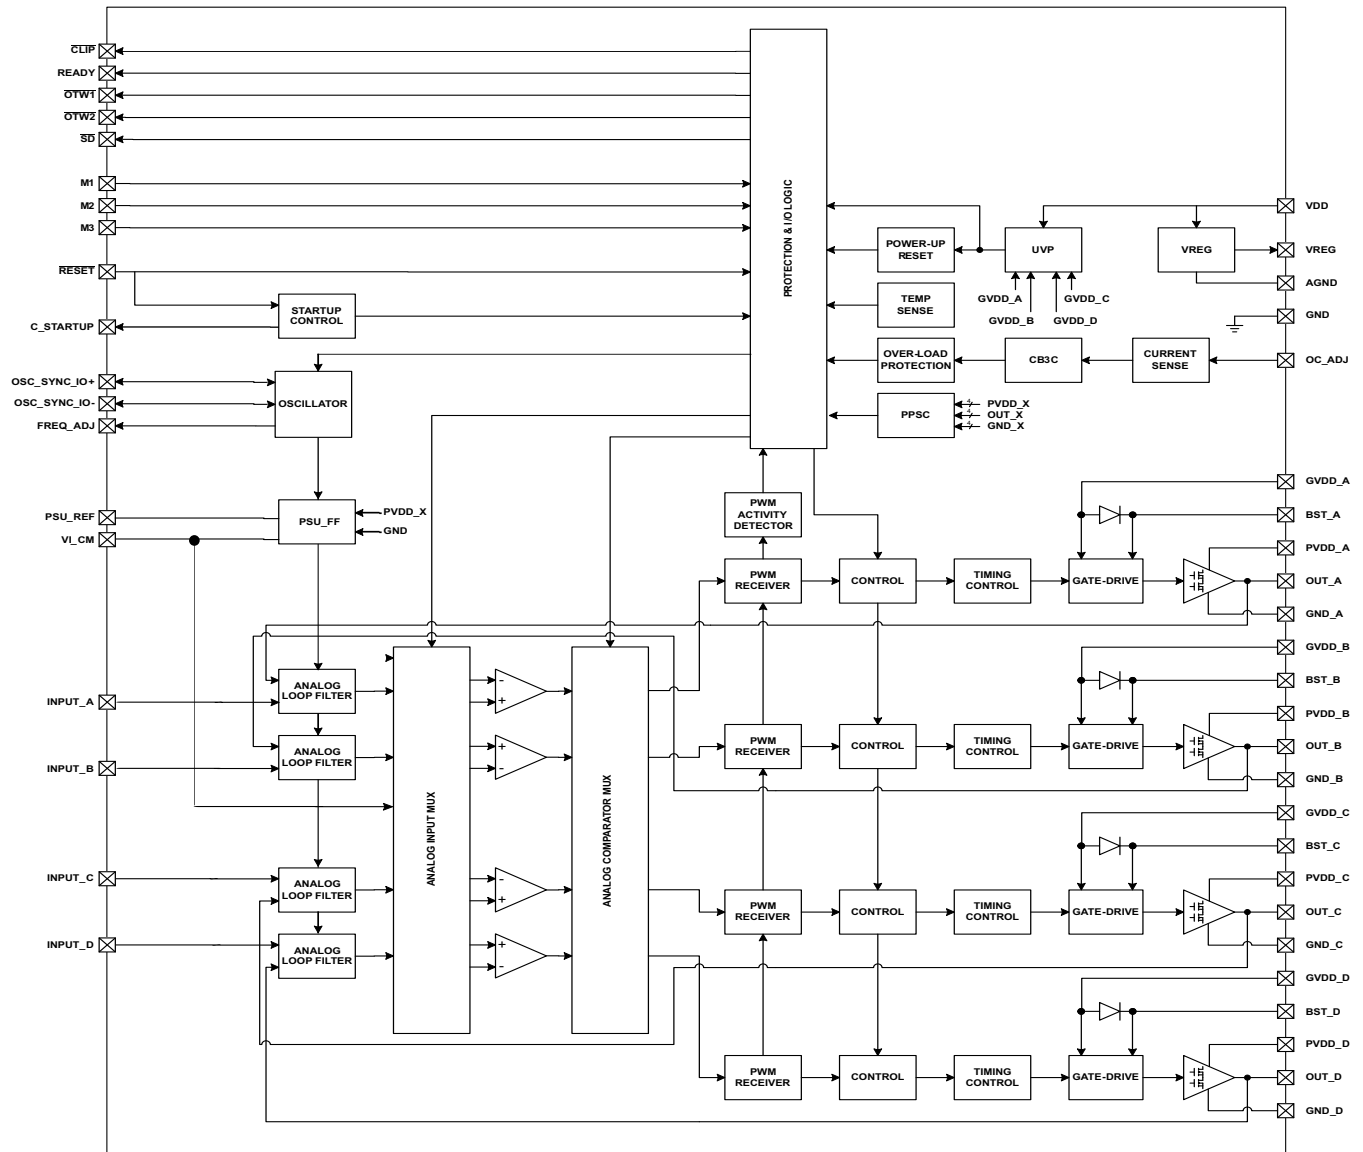 CLIP
READY
OTW1
OTW2
SD
M1
M2
M3
RESET
C_STARTUP
OSC_SYNC_IO+
OSC_SYNC_IO-
FREQ_ADJ
PSU_REF
VI_CM
INPUT_A
INPUT_B
INPUT_C
INPUT_D
STARTUP
CONTROL
OSCILLATOR
PSU_FF
PVDD_X
GND
ANALOG
LOOP FILTER
ANALOG
LOOP FILTER
ANALOG
LOOP FILTER
ANALOG
LOOP FILTER
ANALOG INPUT MUX
-
+
+
-
-
+
+
-
ANALOG COMPARATOR MUX
PROTECTION & I/O LOGIC
POWER-UP
RESET
UVP
VREG
GVDD_A
GVDD_C
GVDD_B
GVDD_D
TEMP
SENSE
OVER-LOAD
PROTECTION
CB3C
CURRENT
SENSE
PPSC
4
PVDD_X
4
OUT_X
4
GND_X
PWM
ACTIVITY
DETECTOR
PWM
RECEIVER
CONTROL
TIMING
CONTROL
GATE-DRIVE
PWM
RECEIVER
CONTROL
TIMING
CONTROL
GATE-DRIVE
PWM
RECEIVER
CONTROL
TIMING
CONTROL
GATE-DRIVE
PWM
RECEIVER
CONTROL
TIMING
CONTROL
GATE-DRIVE
VDD
VREG
AGND
GND
OC_ADJ
GVDD_A
BST_A
PVDD_A
OUT_A
GND_A
GVDD_B
BST_B
PVDD_B
OUT_B
GND_B
GVDD_C
BST_C
PVDD_C
OUT_C
GND_C
GVDD_D
BST_D
PVDD_D
OUT_D
GND_D